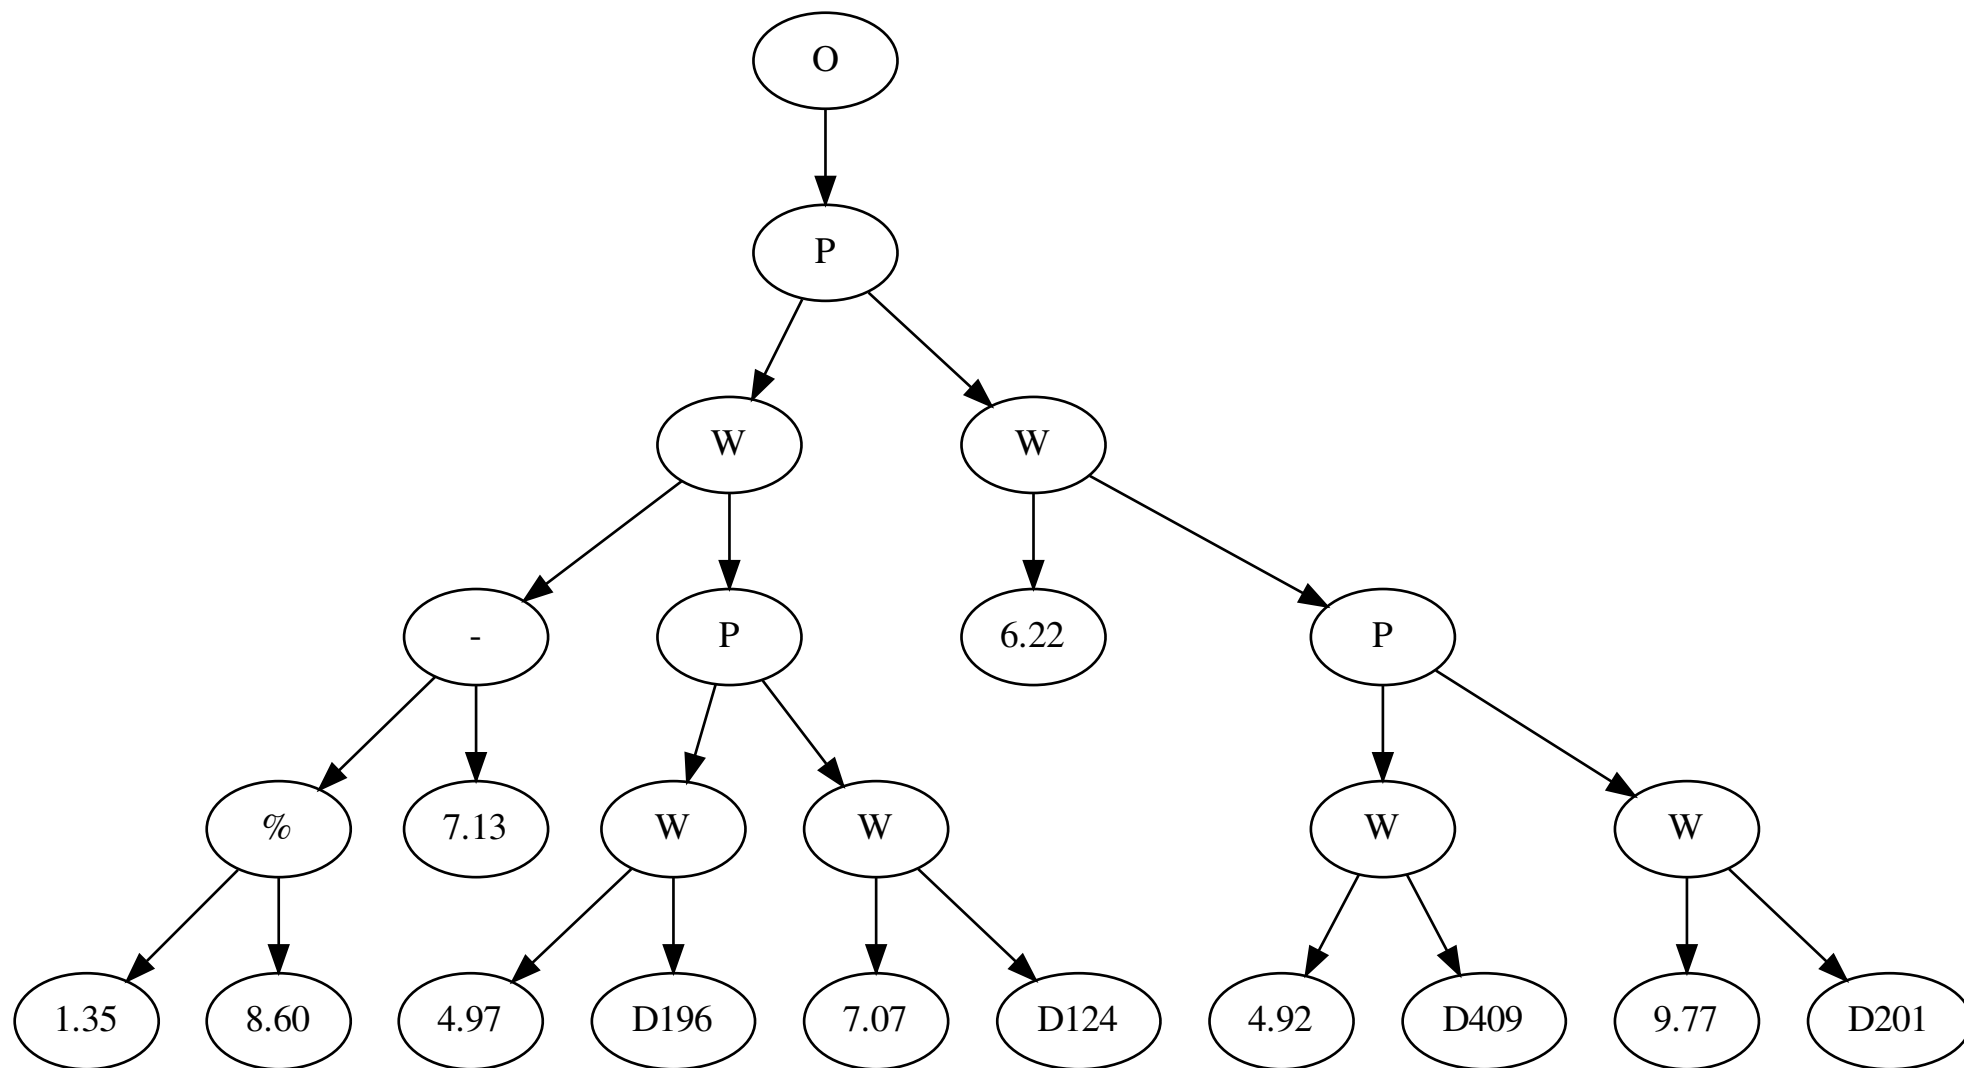 O
P
W W
- P 6.22 P
% 7.13 W W W W
1.35 8.60 4.97 D196 7.07 D124 4.92 D409 9.77 D201